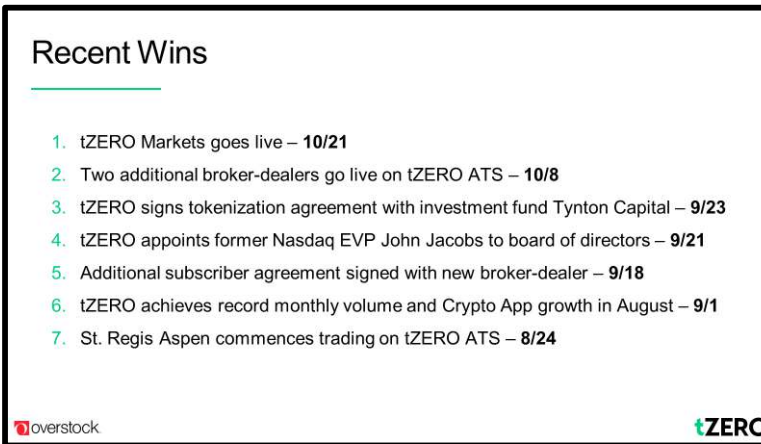 Recent Wins
1. tZERO Markets goes live – 10/21
2. Two additional broker-dealers go live on tZERO ATS – 10/8
3. tZERO signs tokenization agreement with investment fund Tynton Capital – 9/23
4. tZERO appoints former Nasdaq EVP John Jacobs to board of directors – 9/21
5. Additional subscriber agreement signed with new broker-dealer – 9/18
6. tZERO achieves record monthly volume and Crypto App growth in August – 9/1
7. St. Regis Aspen commences trading on tZERO ATS – 8/24
overstock
tZERO